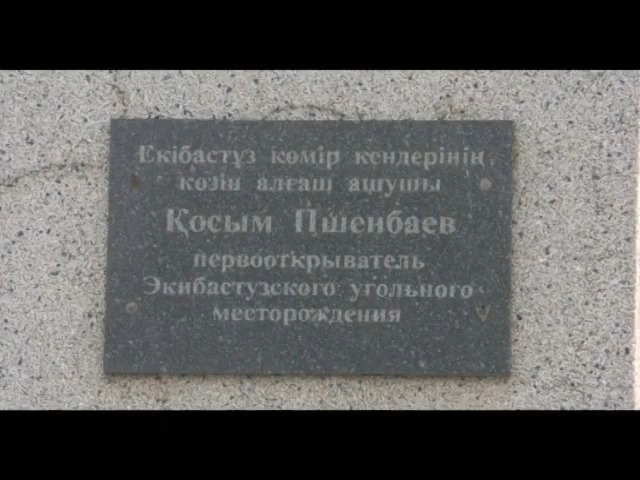 Екібастұз көмір кендерінің
көзін алғаш ашушы
Қосым Пшенбаев
первооткрыватель
Экибастузского угольного
месторождения